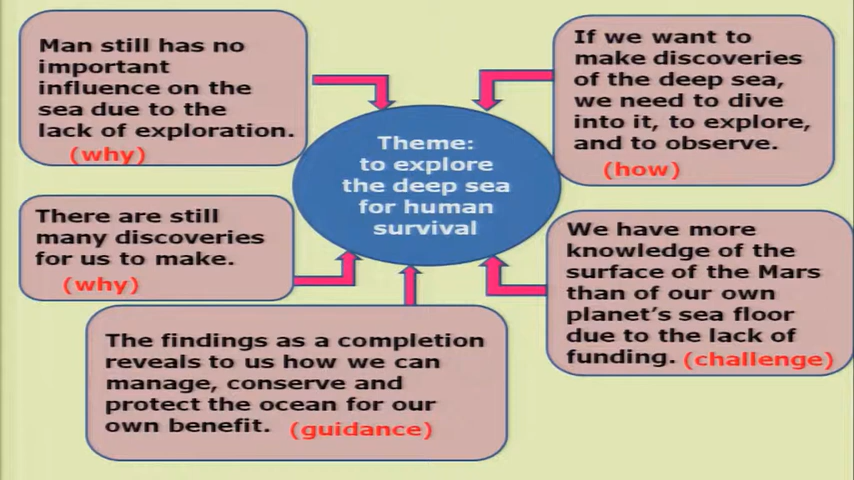 Man still has no
important
influence on the
sea due to the
lack of exploration.
(why)
If we want to
make discoveries
of the deep sea,
we need to dive
into it, to explore,
and to observe.
(how)
Theme:
to explore
the deep sea
for human
survival
There are still
many discoveries
for us to make.
(why)
We have more
knowledge of the
surface of the Mars
than of our own
planet's sea floor
due to the lack of
funding. (challenge)
The findings as a completion
reveals to us how we can
manage, conserve and
protect the ocean for our
own benefit. (guidance)